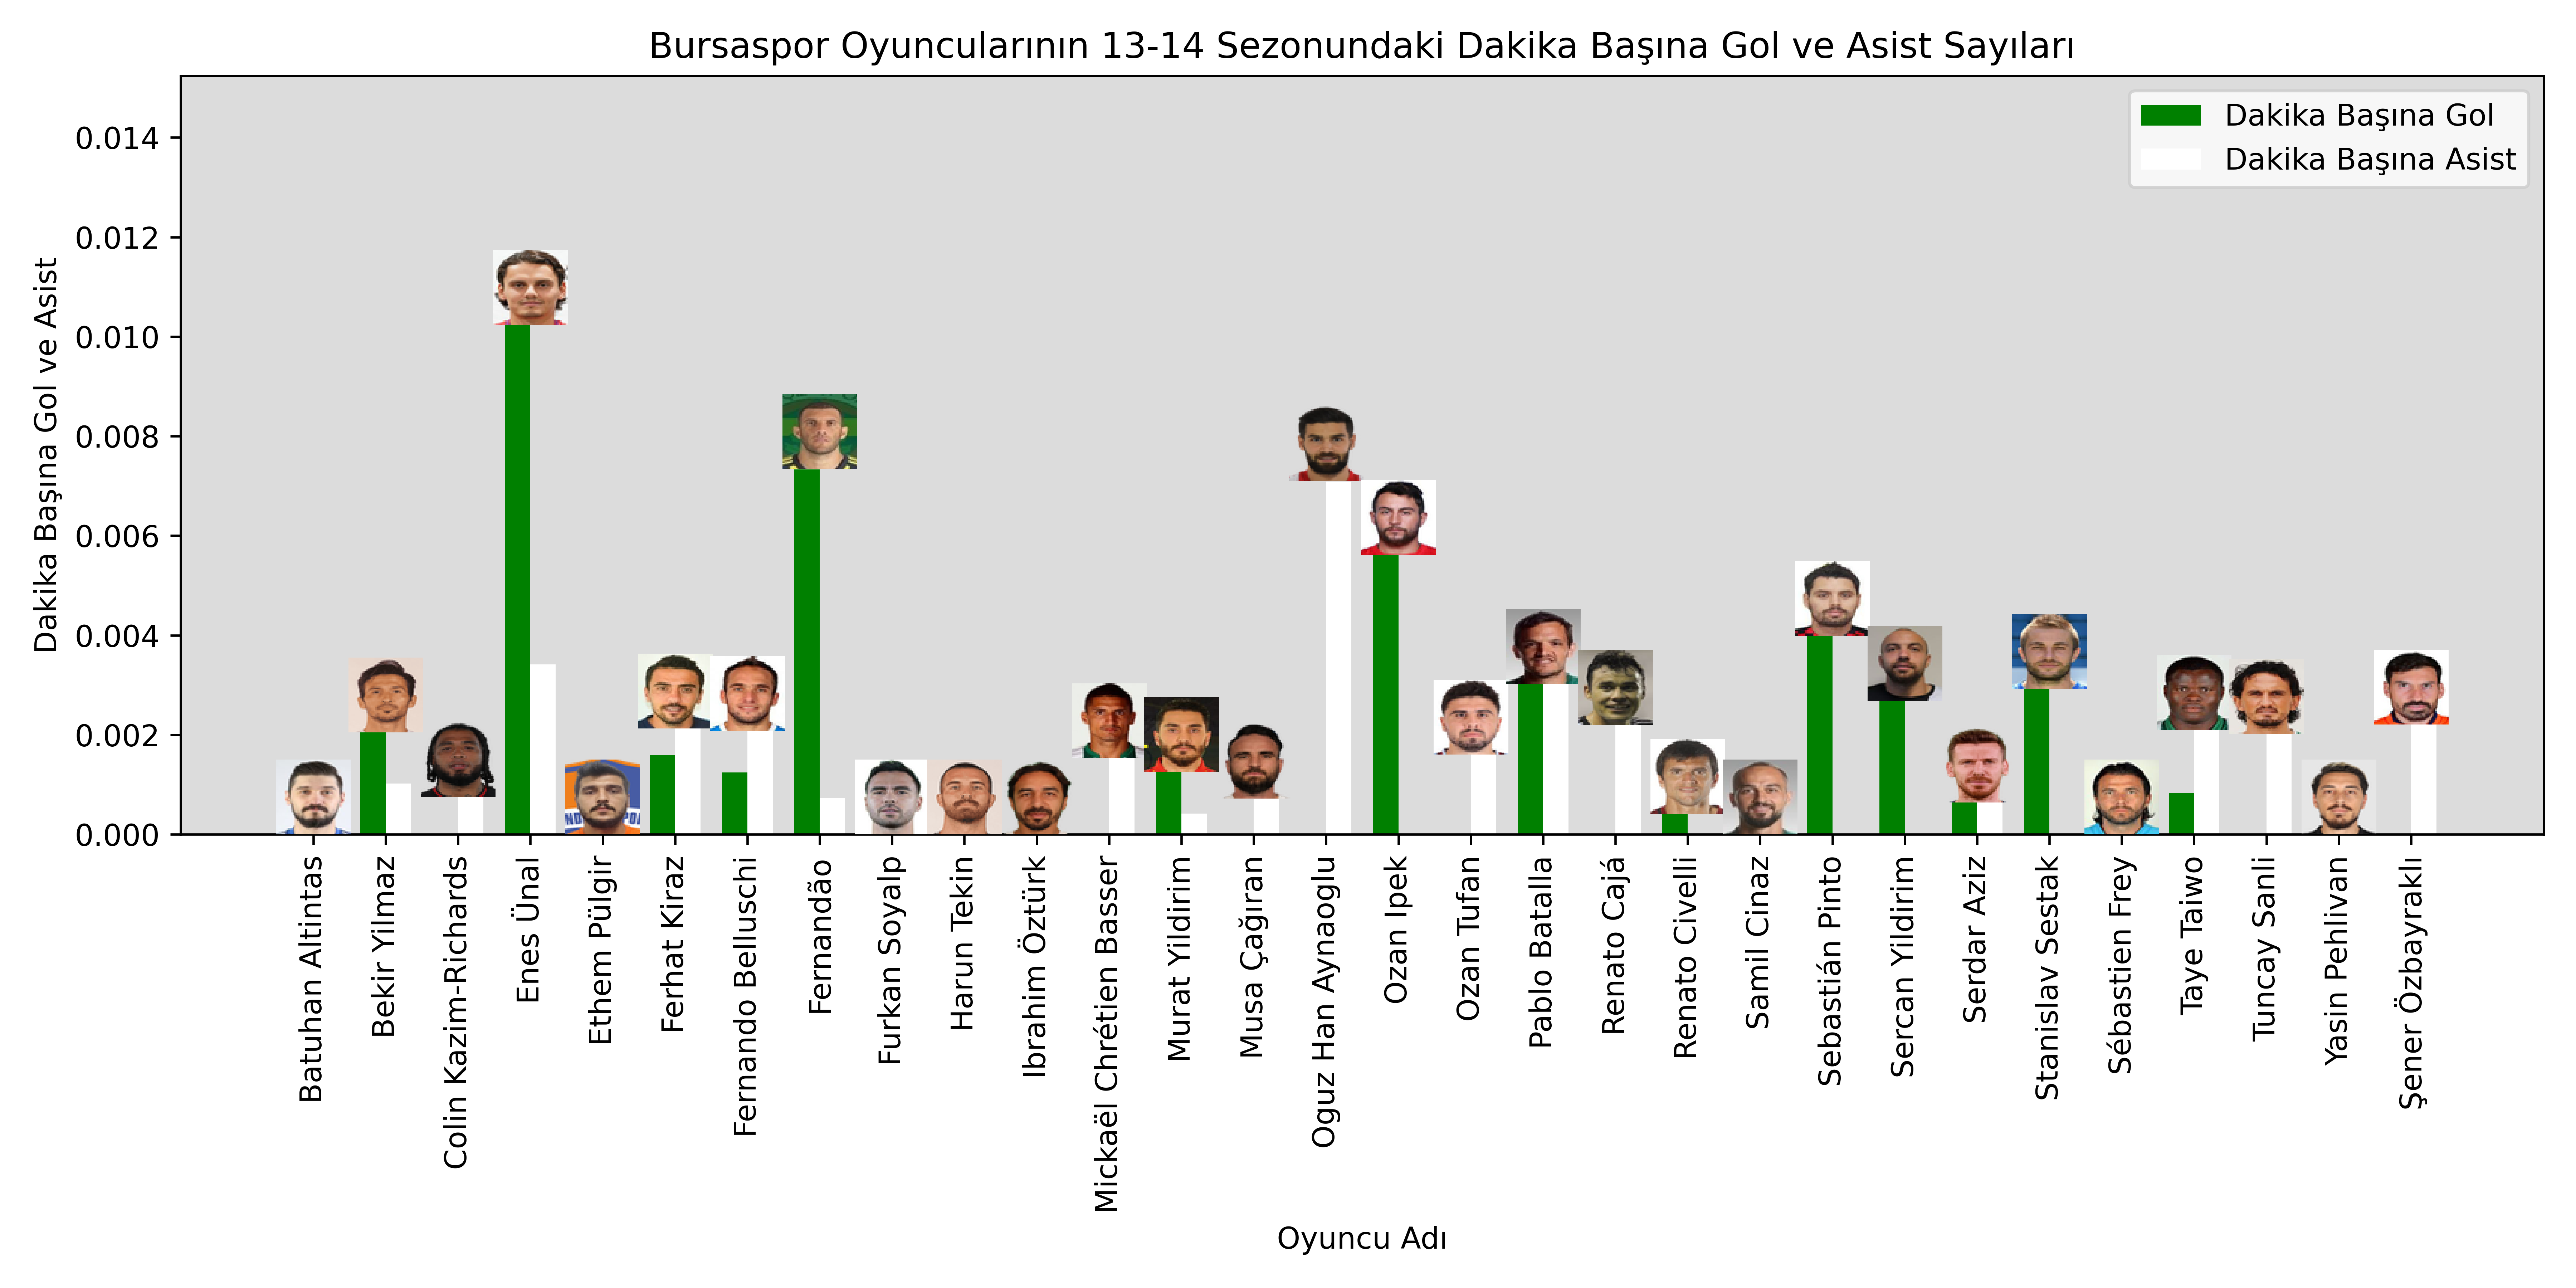 Bursaspor Oyuncularının 13-14 Sezonundaki Dakika Başına Gol ve Asist Sayıları
Dakika Başına Gol
Dakika Başına Asist
Dakika Başına Gol ve Asist
0.014
0.012
0.010
0.008
0.006
0.004
0.002
0.000
Batuhan Altintas
Bekir Yilmaz
Colin Kazim-Richards
Enes Ünal
Ethem Pülgir
Ferhat Kiraz
Fernando Belluschi
Fernandão
Furkan Soyalp
Harun Tekin
Ibrahim Öztürk
Mickaël Chrétien Basser
Murat Yildirim
Musa Çağıran
Oguz Han Aynaoglu
Ozan Ipek
Ozan Tufan
Pablo Batalla
Renato Cajá
Renato Civelli
Samil Cinaz
Sebastián Pinto
Sercan Yildirim
Serdar Aziz
Stanislav Sestak
Sébastien Frey
Taye Taiwo
Tuncay Sanli
Yasin Pehlivan
Şener Özbayraklı
Oyuncu Adı